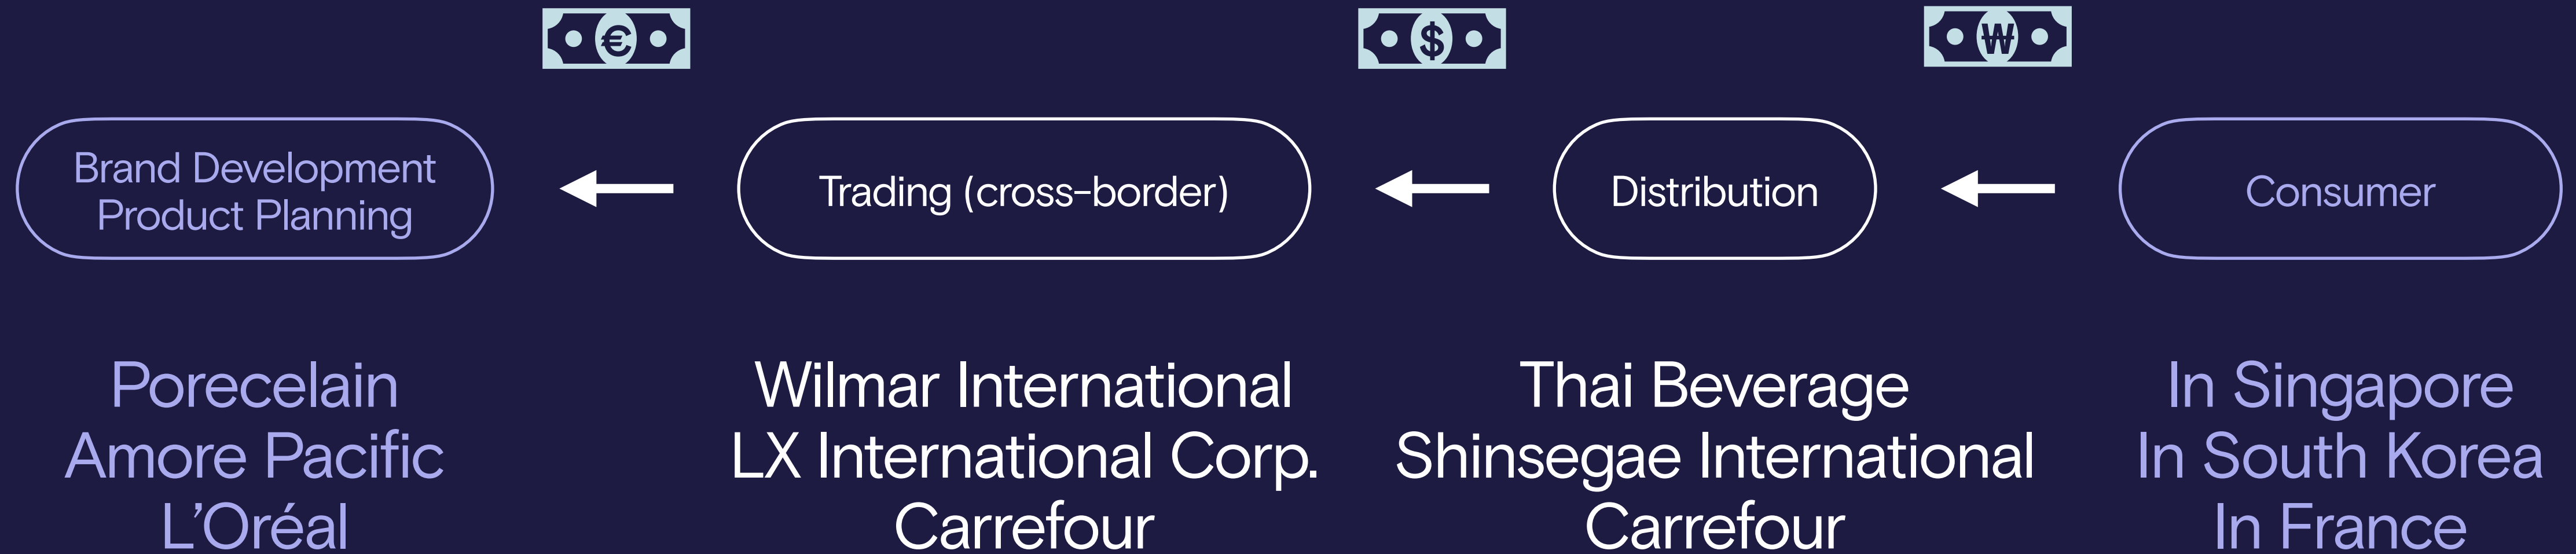 €
$
₩
Brand Development
Product Planning
Trading (cross-border)
Distribution
Consumer
Porecelain
Amore Pacific
L’Oréal
Wilmar International
LX International Corp.
Carrefour
Thai Beverage
Shinsegae International
Carrefour
In Singapore
In South Korea
In France